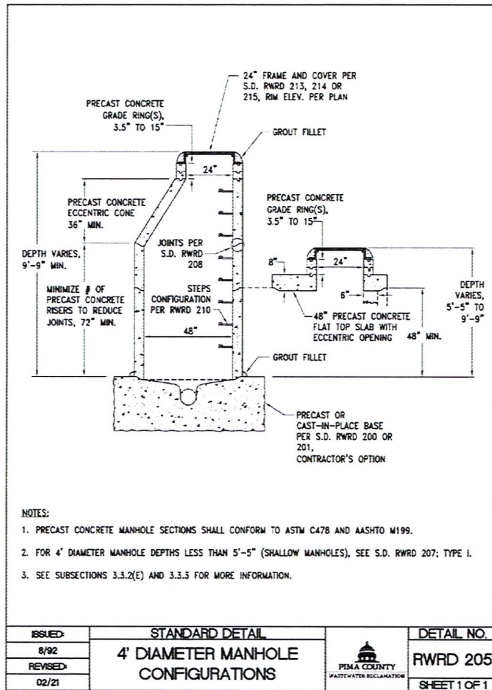 24" FRAME AND COVER PER
S.D. RWRD 213, 214 OR
215, RIM ELEV. PER PLAN
PRECAST CONCRETE
GRADE RING(S),
3.5" TO 15"
GROUT FILLET
24"
PRECAST CONCRETE
ECCENTRIC CONE
36" MIN.
PRECAST CONCRETE
GRADE RING(S),
3.5" TO 15"
JOINTS PER
S.D. RWRD
208
24"
DEPTH VARIES,
9'-9" MIN.
8"
DEPTH
VARIES,
5'-5" TO
9'-9"
MINIMIZE # OF
PRECAST CONCRETE
RISERS TO REDUCE
JOINTS, 72" MIN.
STEPS
CONFIGURATION
PER RWRD 210
6"
48"
48" PRECAST CONCRETE
FLAT TOP SLAB WITH
ECCENTRIC OPENING
48" MIN.
GROUT FILLET
PRECAST OR
CAST-IN-PLACE BASE
PER S.D. RWRD 200 OR
201,
CONTRACTOR'S OPTION
NOTES:
1. PRECAST CONCRETE MANHOLE SECTIONS SHALL CONFORM TO ASTM C478 AND AASHTO M199.
2. FOR 4' DIAMETER MANHOLE DEPTHS LESS THAN 5'-5" (SHALLOW MANHOLES), SEE S.D. RWRD 207; TYPE I.
3. SEE SUBSECTIONS 3.3.2(E) AND 3.3.3 FOR MORE INFORMATION.
ISSUED:
8/92
REVISED:
02/21
STANDARD DETAIL
4' DIAMETER MANHOLE
CONFIGURATIONS
PIMA COUNTY
WASTEWATER RECLAMATION
DETAIL NO.
RWRD 205
SHEET 1 OF 1